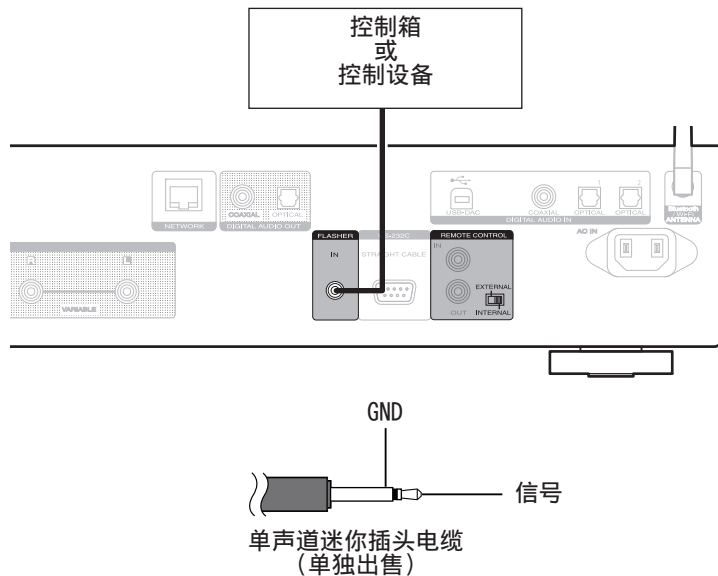 控制箱
或
控制设备
NETWORK
COAXIAL OPTICAL
DIGITAL AUDIO OUT
USB-DAC
COAXIAL
1
OPTICAL
2
OPTICAL
DIGITAL AUDIO IN
Bluetooth
/ Wi-Fi
ANTENNA
AC IN
FLASHER
IN
RS-232C
STRAIGHT CABLE
REMOTE CONTROL
IN
OUT
EXTERNAL
INTERNAL
VARIABLE
GND
信号
单声道迷你插头电缆
（单独出售）